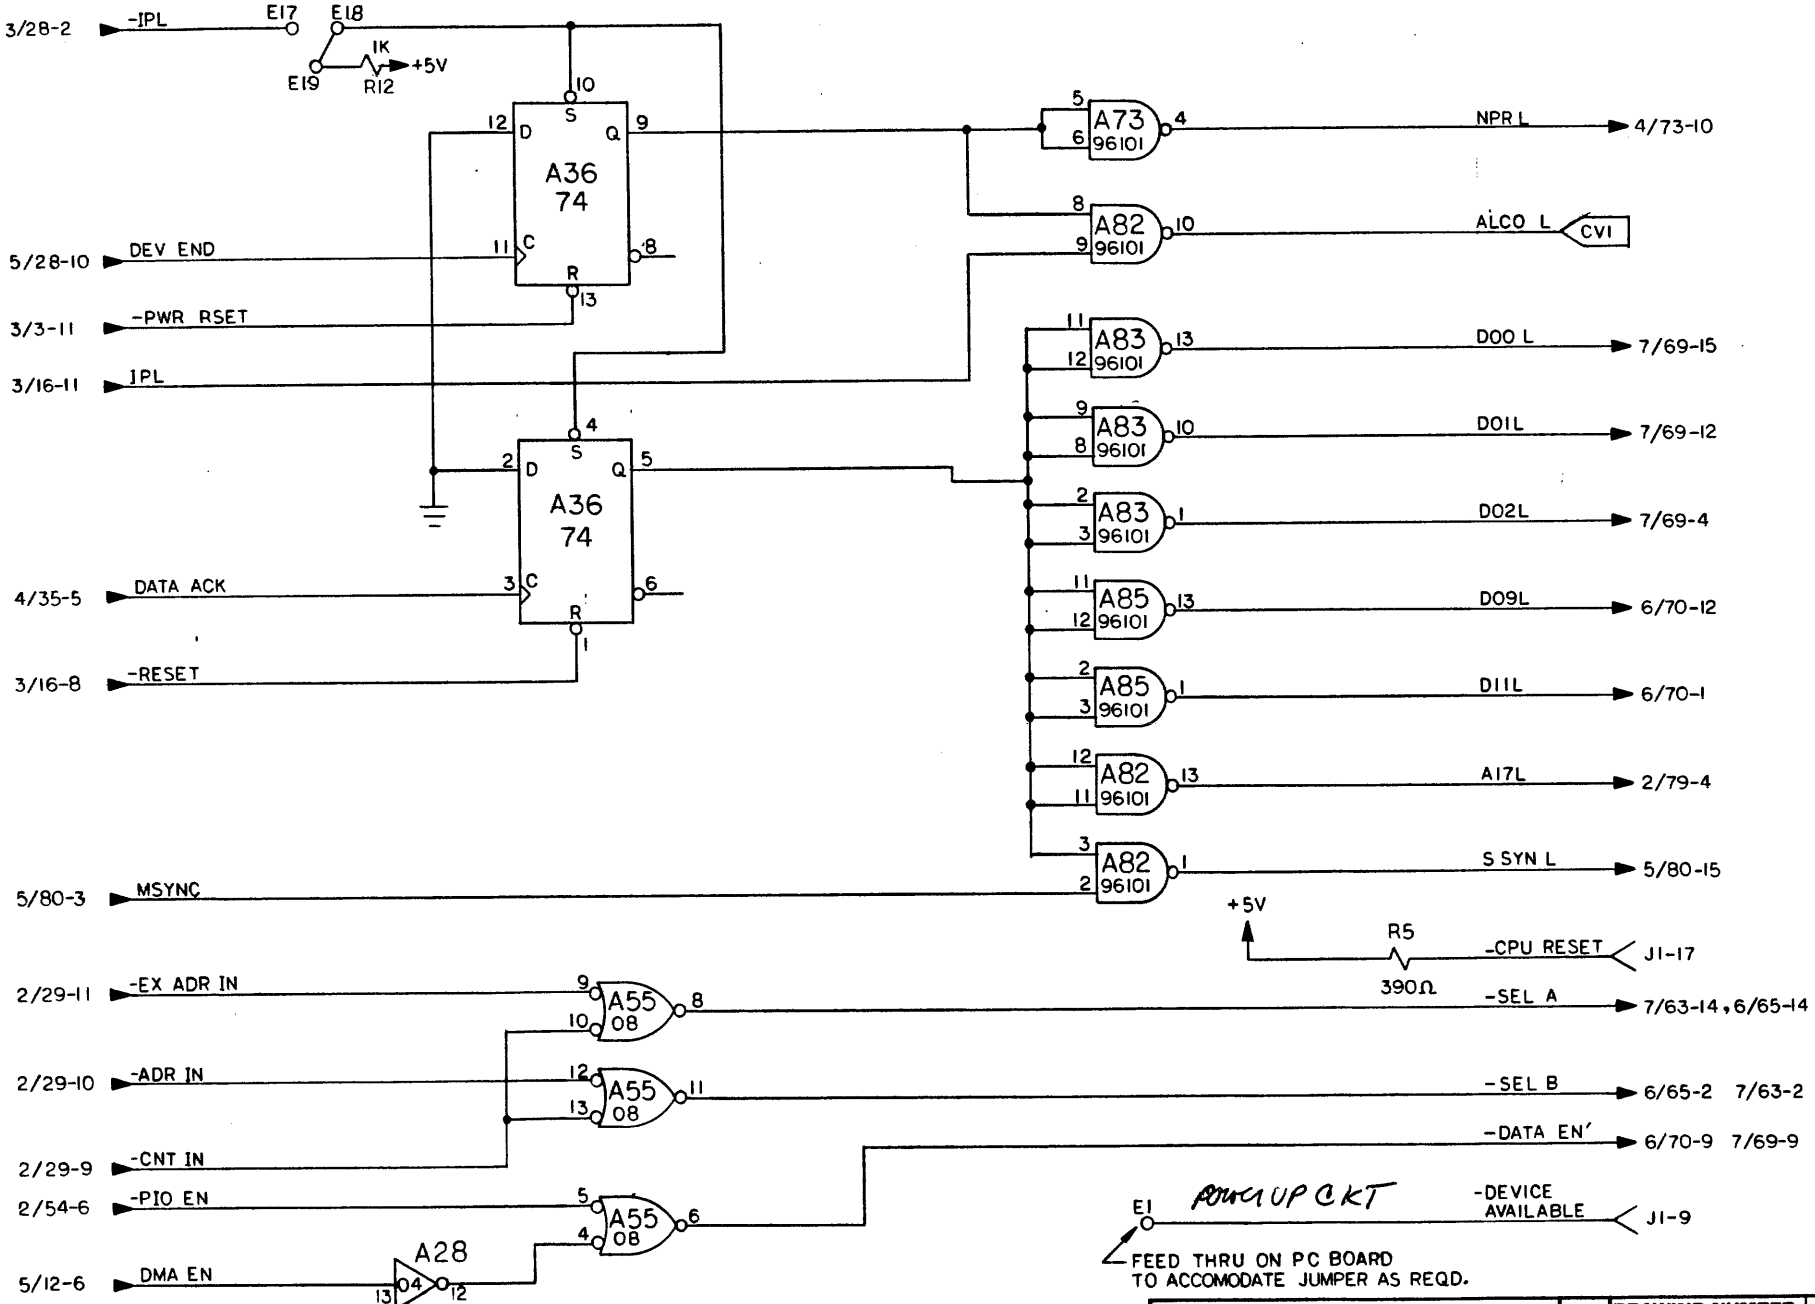 3/28-2 -IPL E17 E18
E19 1K R12 +5V
10
12 D S Q 9
A36
74
5/28-10 DEV END 11 C 8
R
13
3/3-11 -PWR RSET
3/16-11 IPL
4
2 D S Q 5
A36
74
4/35-5 DATA ACK 3 C 6
R
1
3/16-8 -RESET
5 6 A73 96101 4 NPR L 4/73-10
8 9 A82 96101 10 ALCO L CV1
11 12 A83 96101 13 D00 L 7/69-15
9 8 A83 96101 10 D01L 7/69-12
2 3 A83 96101 1 D02L 7/69-4
11 12 A85 96101 13 D09L 6/70-12
2 3 A85 96101 1 D11L 6/70-1
12 11 A82 96101 13 A17L 2/79-4
5/80-3 MSYNC 3 2 A82 96101 1 S SYN L 5/80-15
+5V R5 390Ω -CPU RESET J1-17
2/29-11 -EX ADR IN 9 10 A55 08 8 -SEL A 7/63-14, 6/65-14
2/29-10 -ADR IN 12 13 A55 08 11 -SEL B 6/65-2 7/63-2
2/29-9 -CNT IN
2/54-6 -PIO EN 5 4 A55 08 6 -DATA EN' 6/70-9 7/69-9
5/12-6 DMA EN 13 A28 04 12
E1 POWER UP CKT -DEVICE
AVAILABLE J1-9
FEED THRU ON PC BOARD
TO ACCOMODATE JUMPER AS REQD.